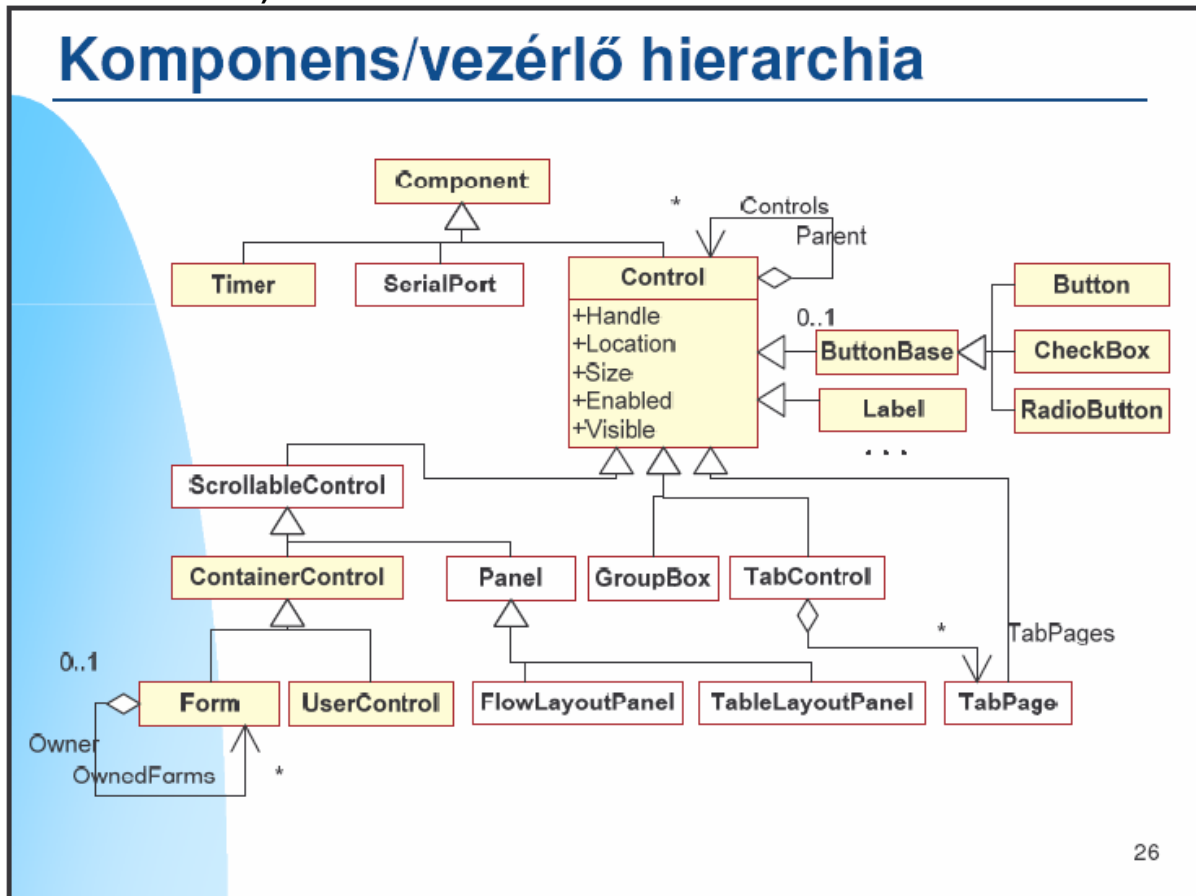 Komponens/vezérlő hierarchia
Component
* Controls
Parent
Timer
SerialPort
Control
+Handle
+Location
+Size
+Enabled
+Visible
0..1
ButtonBase
Button
CheckBox
RadioButton
Label
. . .
ScrollableControl
ContainerControl
Panel
GroupBox
TabControl
* TabPages
0..1
Form
UserControl
FlowLayoutPanel
TableLayoutPanel
TabPage
Owner
OwnedFarms *
26